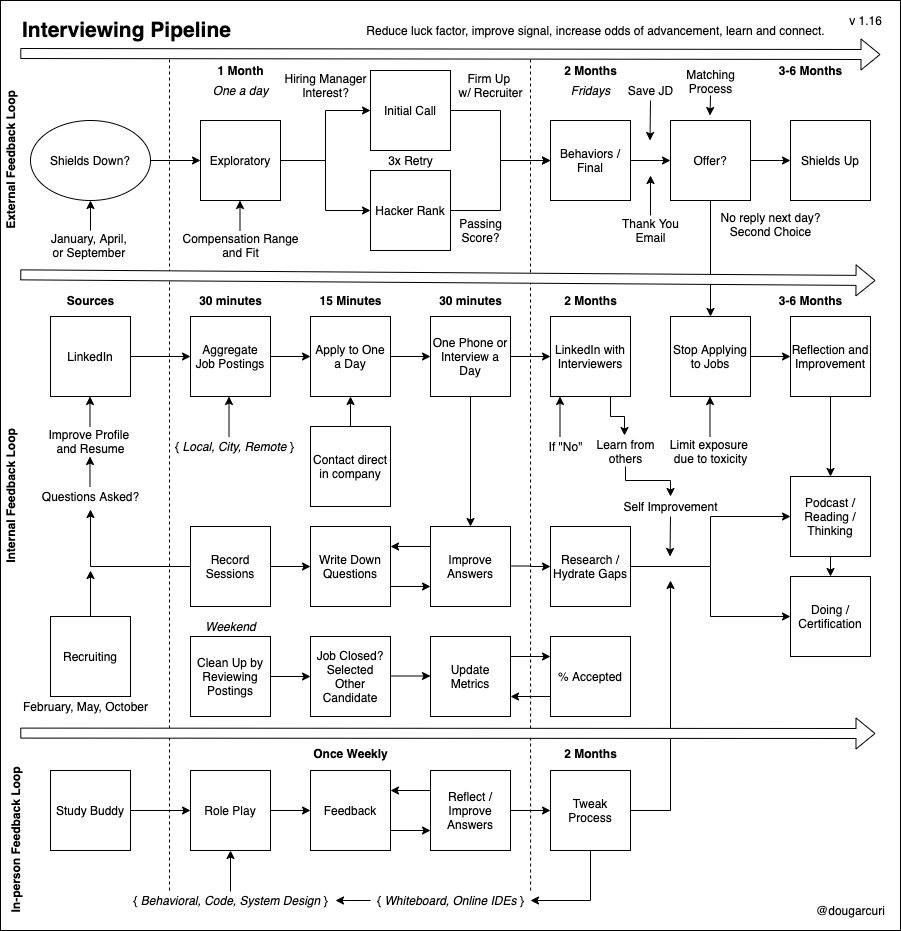 Interviewing Pipeline
Reduce luck factor, improve signal, increase odds of advancement, learn and connect.
v 1.16
External Feedback Loop
1 Month
One a day
Hiring Manager
Interest?
Firm Up
w/ Recruiter
2 Months
Fridays
Save JD
Matching
Process
3-6 Months
Shields Down?
Exploratory
Initial Call
3x Retry
Hacker Rank
Behaviors /
Final
Offer?
Shields Up
January, April,
or September
Compensation Range
and Fit
Passing
Score?
Thank You
Email
No reply next day?
Second Choice
Internal Feedback Loop
Sources
30 minutes
15 Minutes
30 minutes
2 Months
3-6 Months
LinkedIn
Aggregate
Job Postings
Apply to One
a Day
One Phone or
Interview a
Day
LinkedIn with
Interviewers
Stop Applying
to Jobs
Reflection and
Improvement
Improve Profile
and Resume
{ Local, City, Remote }
Contact direct
in company
If "No"
Learn from
others
Limit exposure
due to toxicity
Questions Asked?
Self Improvement
Podcast /
Reading /
Thinking
Record
Sessions
Write Down
Questions
Improve
Answers
Research /
Hydrate Gaps
Doing /
Certification
Recruiting
February, May, October
Weekend
Clean Up by
Reviewing
Postings
Job Closed?
Selected
Other
Candidate
Update
Metrics
% Accepted
In-person Feedback Loop
Once Weekly
2 Months
Study Buddy
Role Play
Feedback
Reflect /
Improve
Answers
Tweak
Process
{ Behavioral, Code, System Design }
{ Whiteboard, Online IDEs }
@dougarcuri